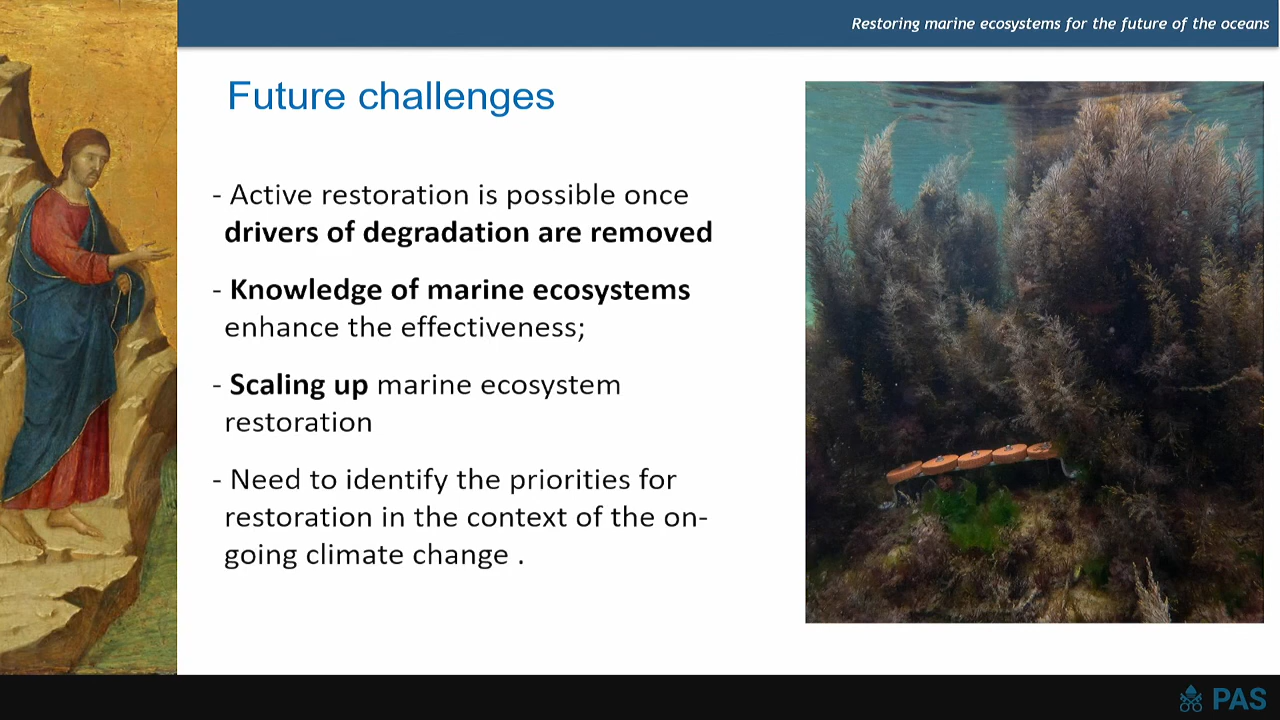 Restoring marine ecosystems for the future of the oceans
Future challenges
- Active restoration is possible once
drivers of degradation are removed
- Knowledge of marine ecosystems
enhance the effectiveness;
- Scaling up marine ecosystem
restoration
- Need to identify the priorities for
restoration in the context of the on-
going climate change .
PAS